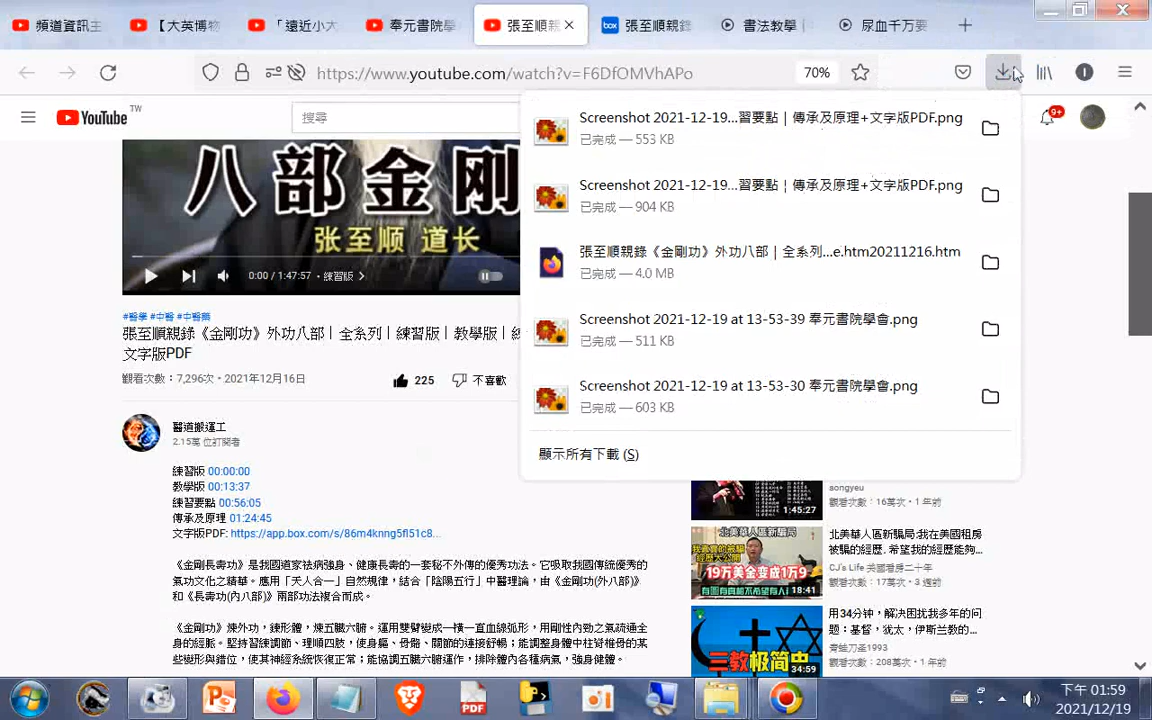 頻道資訊主
【大英博物
「遠近小大
奉元書院學
張至順親
張至順親錄
書法教學 |
尿血千万要
https://www.youtube.com/watch?v=F6DfOMVhAPo
70%
YouTube TW
搜尋
9+
Screenshot 2021-12-19...習要點 | 傳承及原理+文字版PDF.png
已完成 — 553 KB
Screenshot 2021-12-19...習要點 | 傳承及原理+文字版PDF.png
已完成 — 904 KB
張至順親錄《金剛功》外功八部 | 全系列...e.htm20211216.htm
已完成 — 4.0 MB
Screenshot 2021-12-19 at 13-53-39 奉元書院學會.png
已完成 — 511 KB
Screenshot 2021-12-19 at 13-53-30 奉元書院學會.png
已完成 — 603 KB
顯示所有下載 (S)
八部金剛
张至顺 道长
0:00 / 1:47:57 • 練習版
#醫學 #中醫 #中醫藥
張至順親錄《金剛功》外功八部 | 全系列 | 練習版 | 教學版 |
文字版PDF
觀看次數：7,296次 • 2021年12月16日
225
不喜歡
醫道搬運工
2.15萬 位訂閱者
練習版 00:00:00
教學版 00:13:37
練習要點 00:56:05
傳承及原理 01:24:45
文字版PDF: https://app.box.com/s/86m4knng5fl51c8...
《金剛長壽功》是我國道家祛病強身、健康長壽的一套秘不外傳的優秀功法。它吸取我國傳統優秀的
氣功文化之精華。應用「天人合一」自然規律，結合「陰陽五行」中醫理論，由《金剛功(外八部)》
和《長壽功(內八部)》兩部功法複合而成。
《金剛功》煉外功，鍊形體，煉五臟六腑。運用雙臂變成一橫一直血線弧形，用剛性內勁之氣疏通全
身的經脈。堅持習鍊調節、理順四肢，使身軀、骨骼、關節的連接舒暢；能調整身體中柱脊椎骨的某
些變形與錯位，使其神經系統恢復正常；能協調五臟六腑運作，排除體內各種病氣，強身健體。
songyeu
觀看次數：16萬次 • 1 年前
1:45:27
北美華人區新騙局
19万美金变成1万9
18:41
北美華人區新騙局:我在美國租房
被騙的經歷. 希望我的經歷能夠...
CJ's Life 美國看房二十年
觀看次數：17萬次 • 3 週前
三教极简史
34:59
用34分钟，解决困扰我多年的问
题：基督，犹太，伊斯兰教的...
青蛙刀圣1993
觀看次數：208萬次 • 1 年前
下午 01:59
2021/12/19